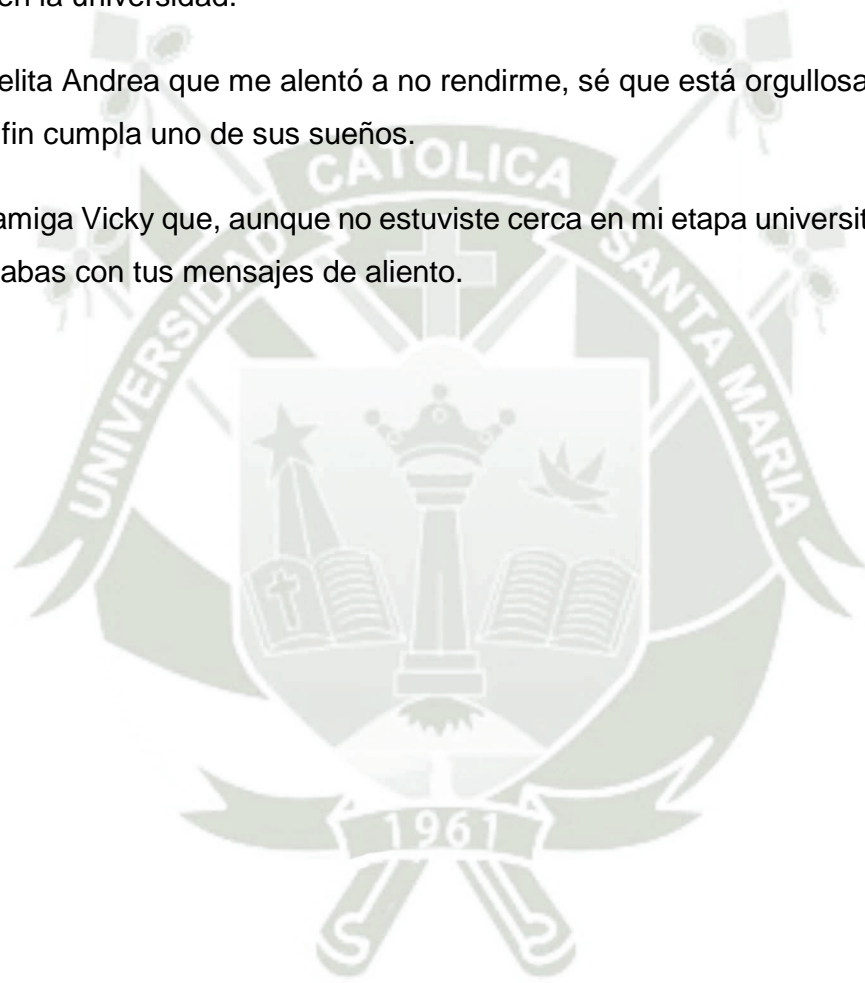 en la universidad.
elita Andrea que me alentó a no rendirme, sé que está orgullosa
fin cumpla uno de sus sueños.
amiga Vicky que, aunque no estuviste cerca en mi etapa universit
abas con tus mensajes de aliento.
UNIVERSIDAD CATOLICA SANTA MARIA
1961